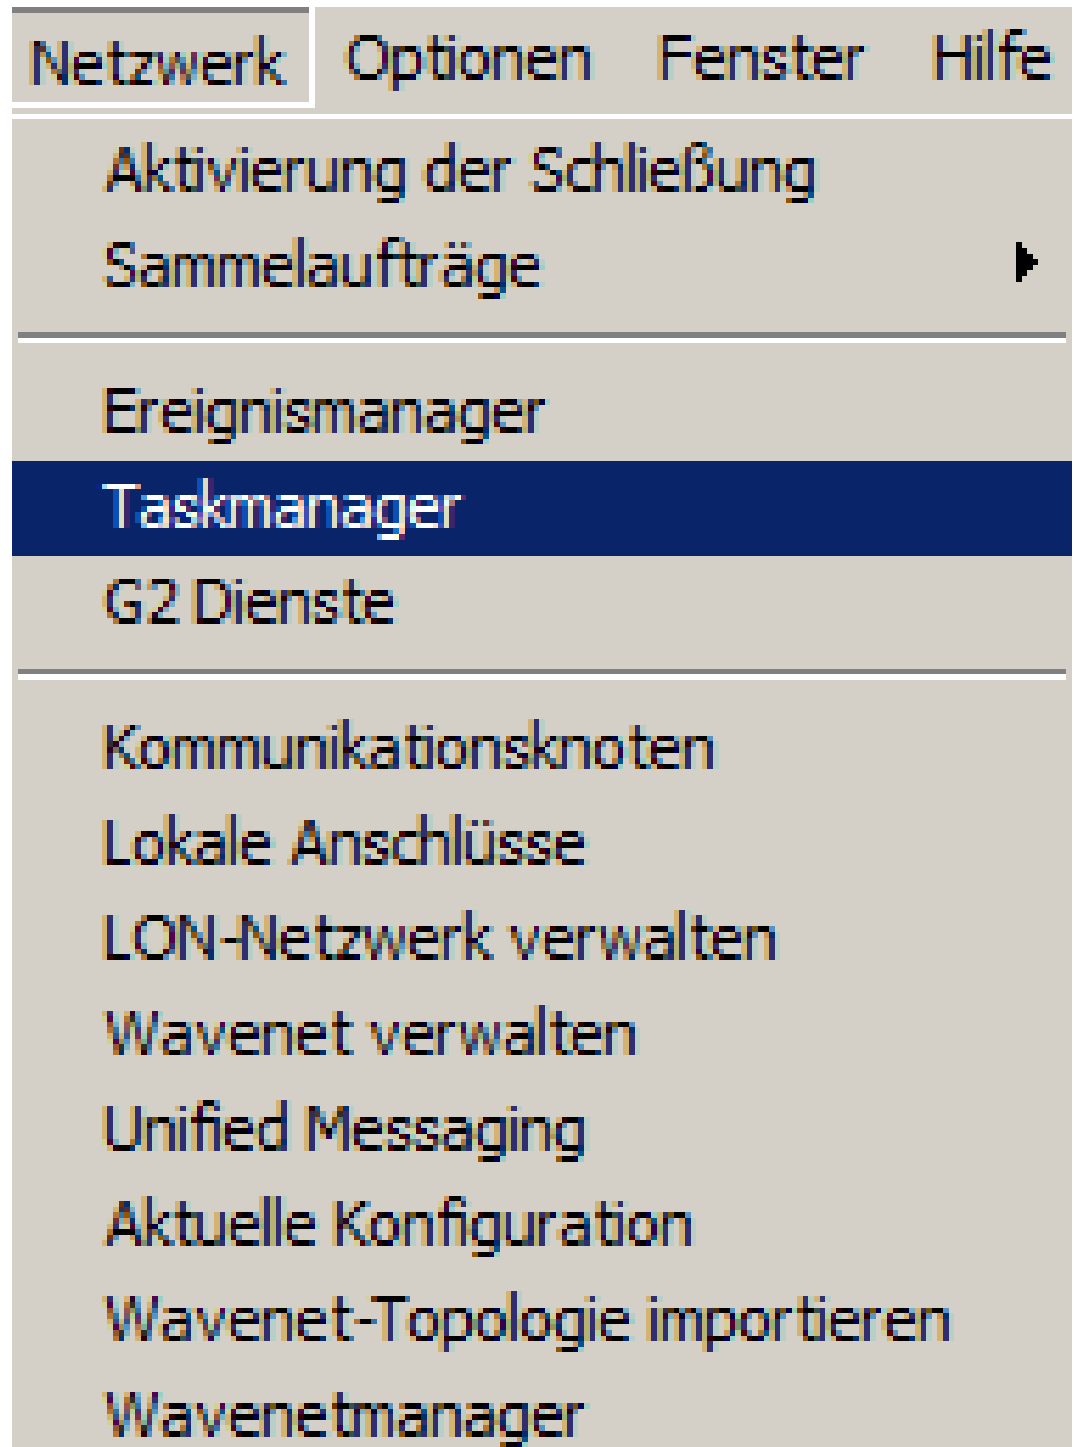 Netzwerk Optionen Fenster Hilfe
Aktivierung der Schließung
Sammelaufträge
Ereignismanager
Taskmanager
G2 Dienste
Kommunikationsknoten
Lokale Anschlüsse
LON-Netzwerk verwalten
Wavenet verwalten
Unified Messaging
Aktuelle Konfiguration
Wavenet-Topologie importieren
Wavenetmanager